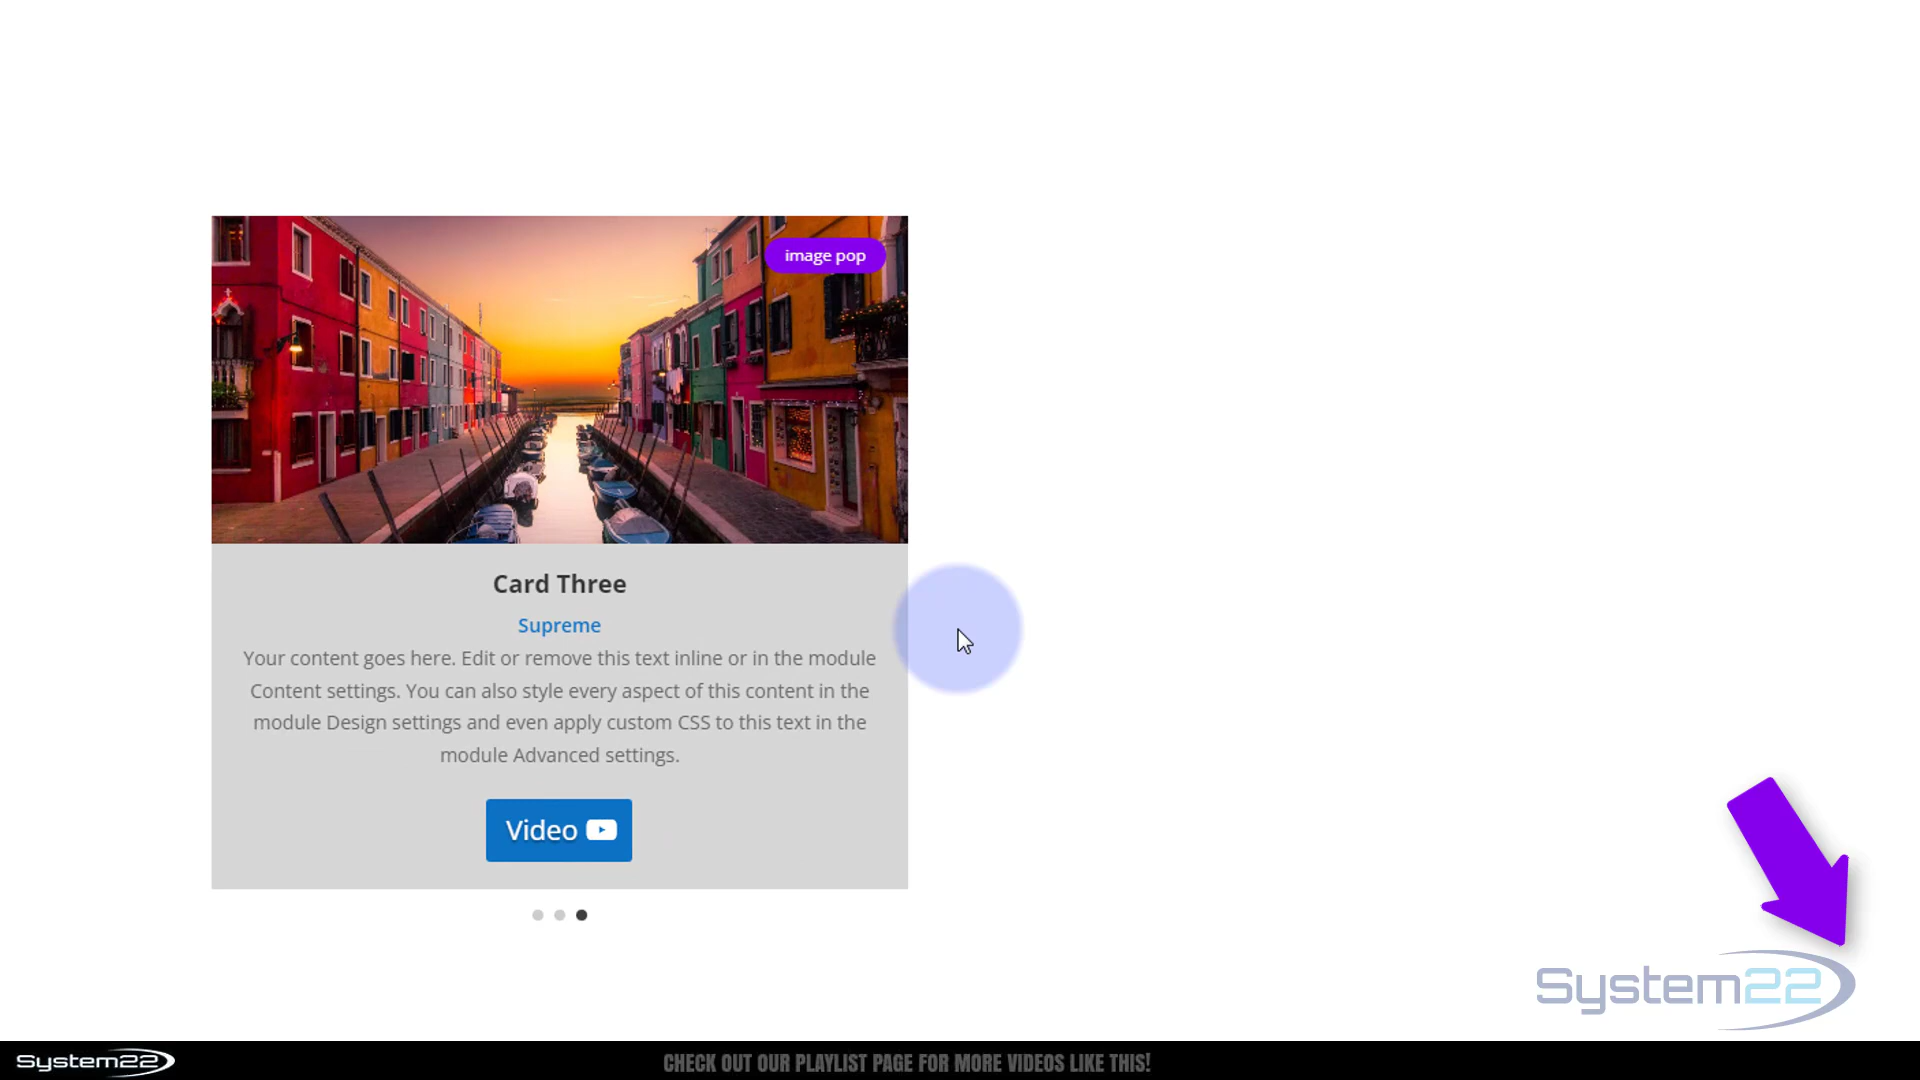 image pop
Card Three
Supreme
Your content goes here. Edit or remove this text inline or in the module
Content settings. You can also style every aspect of this content in the
module Design settings and even apply custom CSS to this text in the
module Advanced settings.
Video
System22
System22
CHECK OUT OUR PLAYLIST PAGE FOR MORE VIDEOS LIKE THIS!